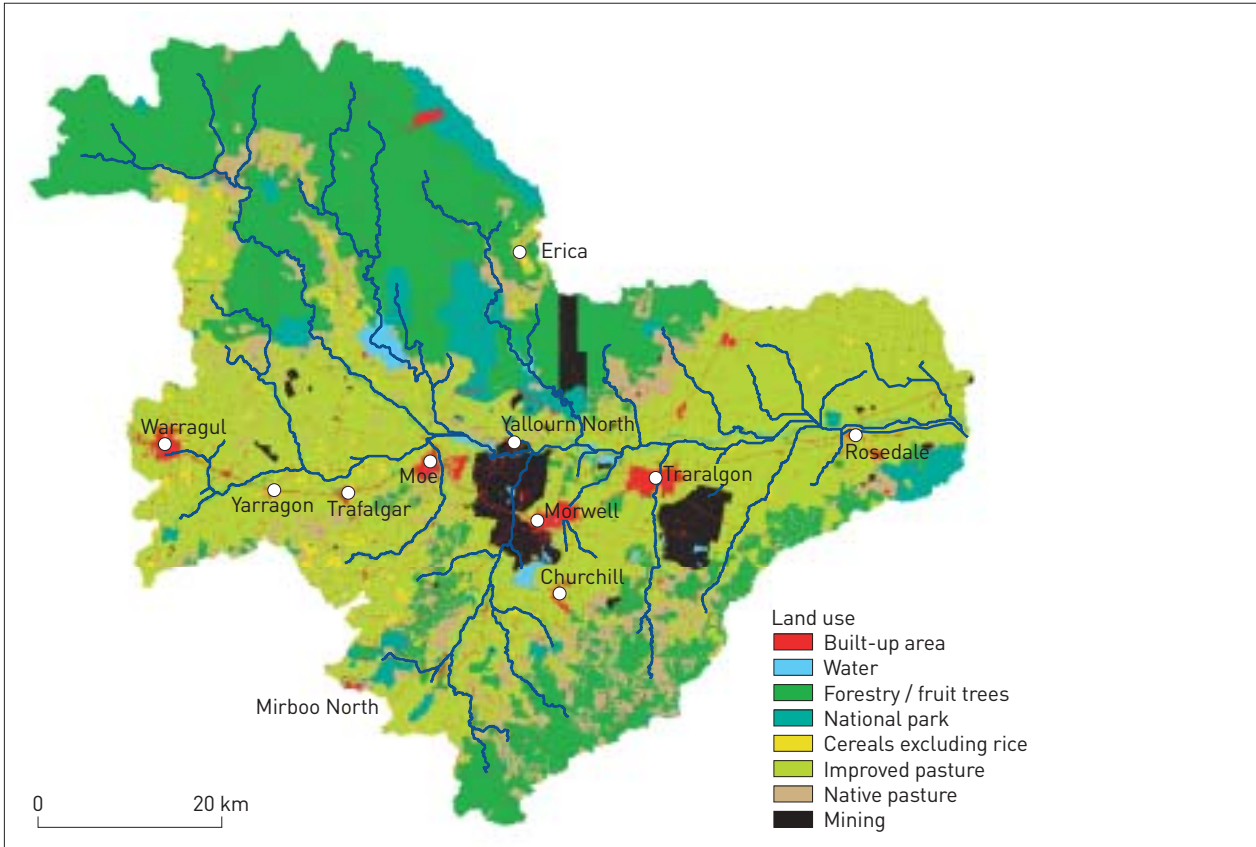 Erica
Warragul
Yallourn North
Rosedale
Moe
Traralgon
Yarragon
Trafalgar
Morwell
Churchill
Mirboo North
Land use
Built-up area
Water
Forestry / fruit trees
National park
Cereals excluding rice
Improved pasture
Native pasture
Mining
0 20 km